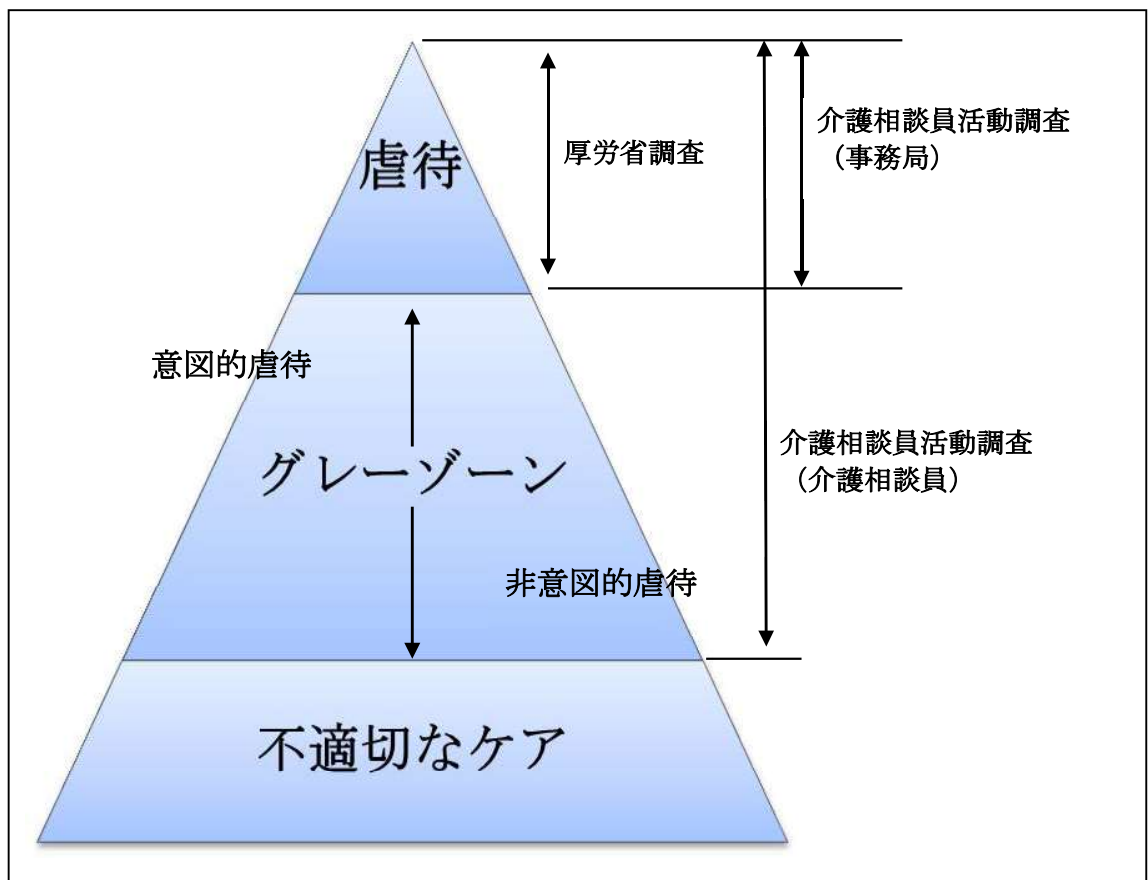 虐待
厚労省調査
介護相談員活動調査
（事務局）
意図的虐待
グレーゾーン
介護相談員活動調査
（介護相談員）
非意図的虐待
不適切なケア